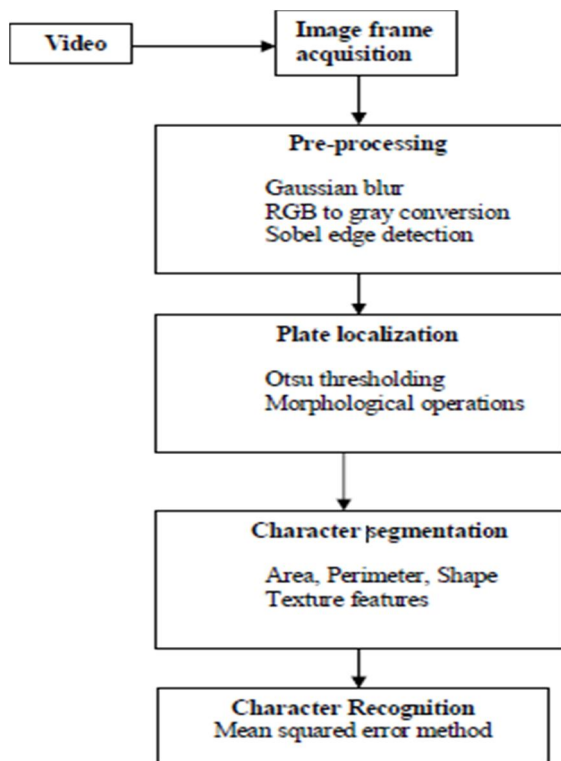 Video
Image frame
acquisition
Pre-processing
Gaussian blur
RGB to gray conversion
Sobel edge detection
Plate localization
Otsu thresholding
Morphological operations
Character segmentation
Area, Perimeter, Shape
Texture features
Character Recognition
Mean squared error method